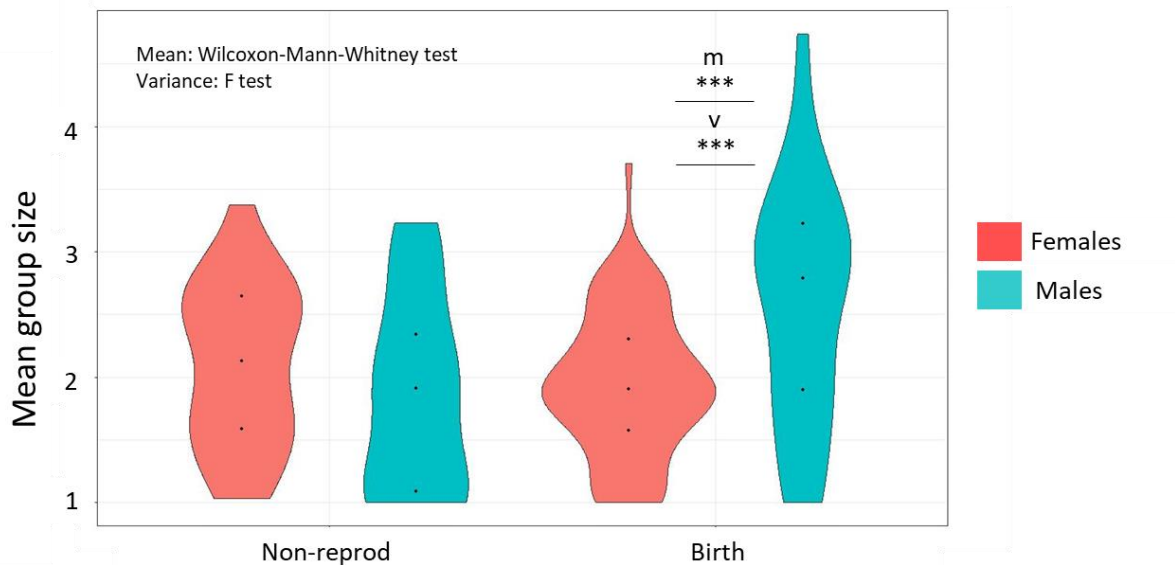 Mean: Wilcoxon-Mann-Whitney test
Variance: F test
m
***
v
***
Mean group size
4
3
2
1
Non-reprod
Birth
Females
Males